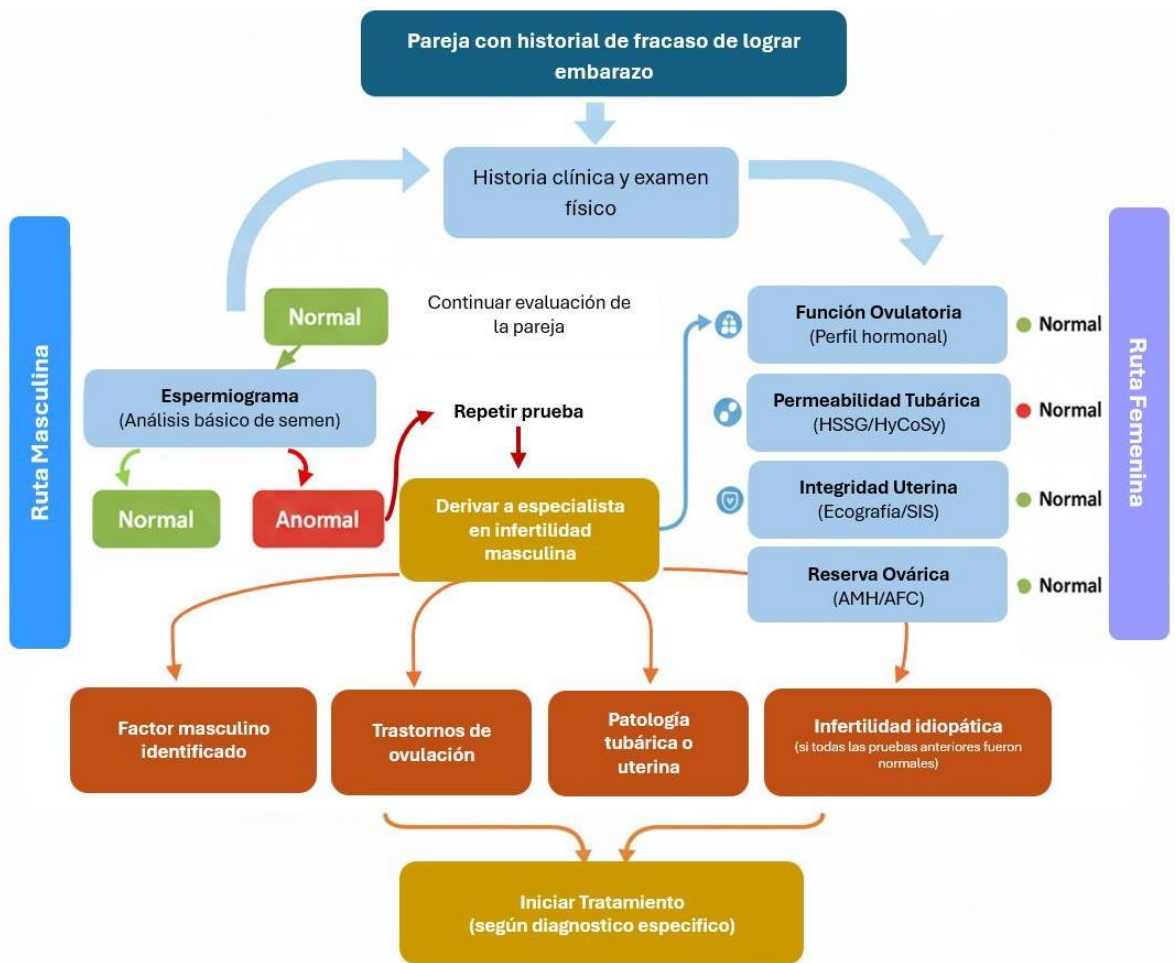 Pareja con historial de fracaso de lograr
embarazo
Historia clínica y examen
físico
Ruta Masculina
Normal
Continuar evaluación de
la pareja
Espermiograma
(Análisis básico de semen)
Repetir prueba
Normal
Anormal
Derivar a especialista
en infertilidad
masculina
Función Ovulatoria
(Perfil hormonal)
Normal
Permeabilidad Tubárica
(HSSG/HyCoSy)
Normal
Integridad Uterina
(Ecografía/SIS)
Normal
Reserva Ovárica
(AMH/AFC)
Normal
Ruta Femenina
Factor masculino
identificado
Trastornos de
ovulación
Patología
tubárica o
uterina
Infertilidad idiopática
(si todas las pruebas anteriores fueron
normales)
Iniciar Tratamiento
(según diagnostico especifico)